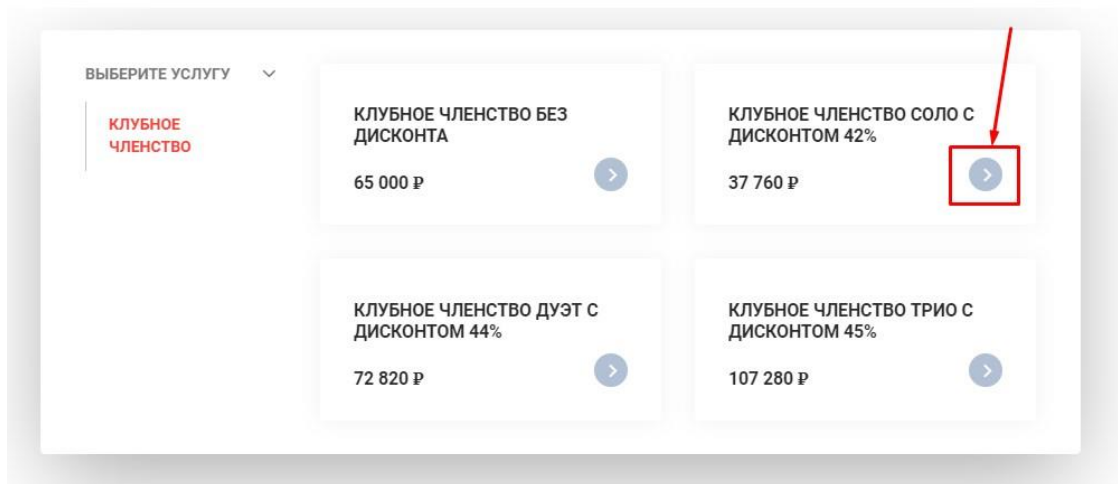 ВЫБЕРИТЕ УСЛУГУ
КЛУБНОЕ
ЧЛЕНСТВО
КЛУБНОЕ ЧЛЕНСТВО БЕЗ
ДИСКОНТА
65 000 ₽
КЛУБНОЕ ЧЛЕНСТВО СОЛО С
ДИСКОНТОМ 42%
37 760 ₽
КЛУБНОЕ ЧЛЕНСТВО ДУЭТ С
ДИСКОНТОМ 44%
72 820 ₽
КЛУБНОЕ ЧЛЕНСТВО ТРИО С
ДИСКОНТОМ 45%
107 280 ₽